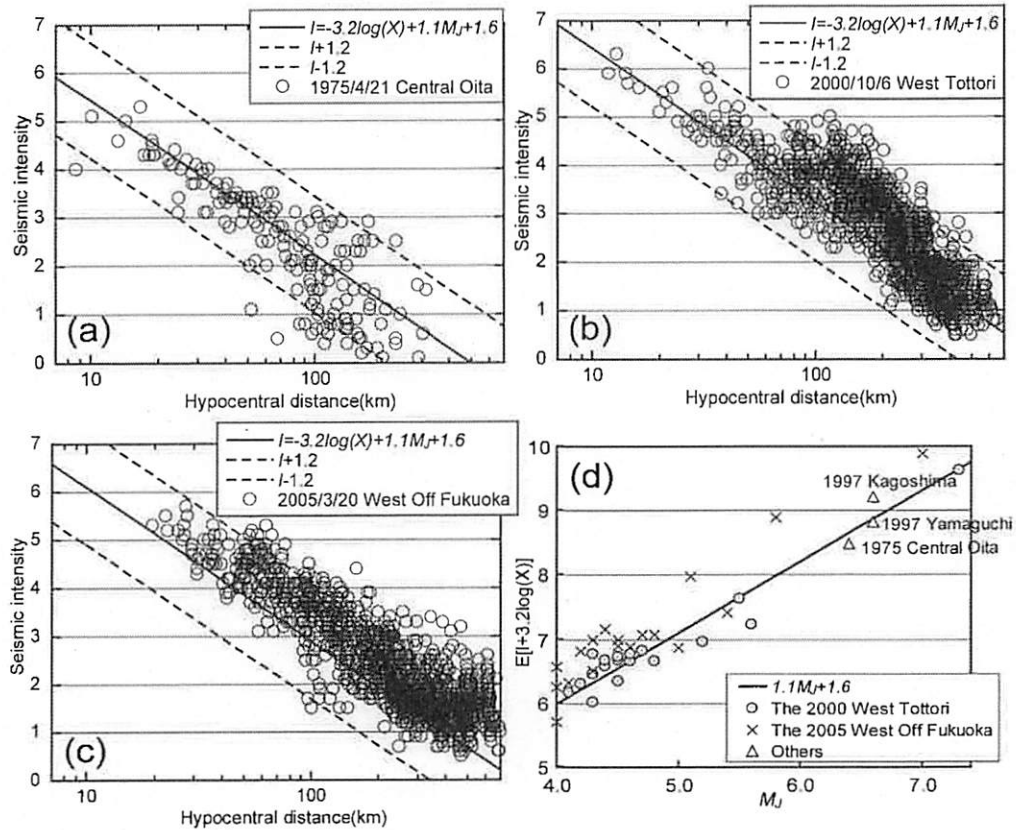 (a)
I=-3.2log(X)+1.1MJ+1.6
I+1.2
I-1.2
1975/4/21 Central Oita
Seismic intensity
7
6
5
4
3
2
1
0
10
100
Hypocentral distance(km)
(b)
I=-3.2log(X)+1.1MJ+1.6
I+1.2
I-1.2
2000/10/6 West Tottori
Seismic intensity
7
6
5
4
3
2
1
0
10
100
Hypocentral distance(km)
(c)
I=-3.2log(X)+1.1MJ+1.6
I+1.2
I-1.2
2005/3/20 West Off Fukuoka
Seismic intensity
7
6
5
4
3
2
1
0
10
100
Hypocentral distance(km)
(d)
1997 Kagoshima
1997 Yamaguchi
1975 Central Oita
E[I+3.2log(X)]
10
9
8
7
6
5
1.1MJ+1.6
The 2000 West Tottori
The 2005 West Off Fukuoka
Others
4.0
5.0
6.0
7.0
MJ